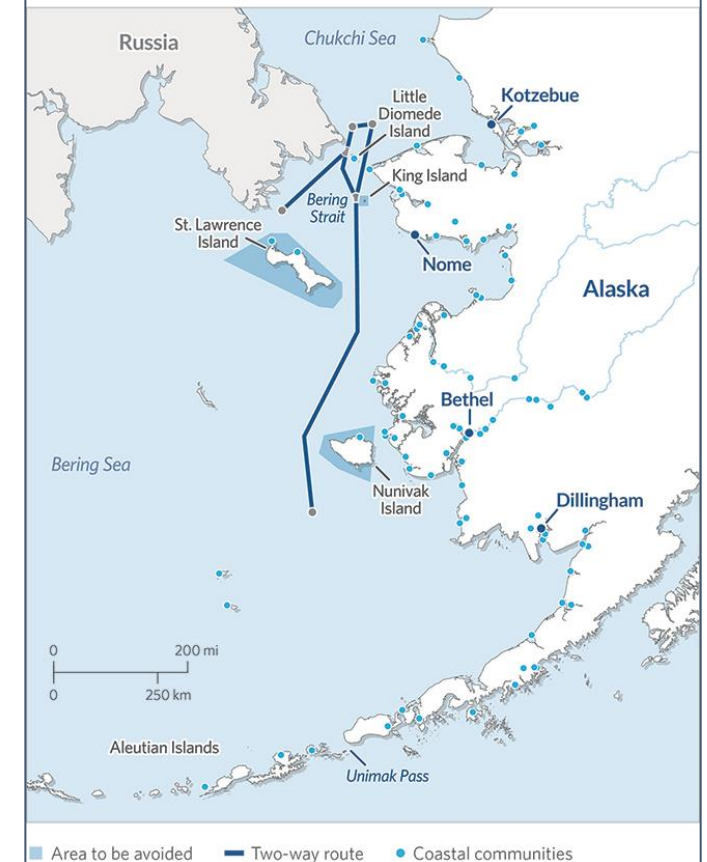 Russia
Chukchi Sea
Kotzebue
Little
Diomede
Island
King Island
Bering
Strait
St. Lawrence
Island
Nome
Alaska
Bethel
Bering Sea
Nunivak
Island
Dillingham
0 200 mi
0 250 km
Aleutian Islands
Unimak Pass
Area to be avoided Two-way route Coastal communities